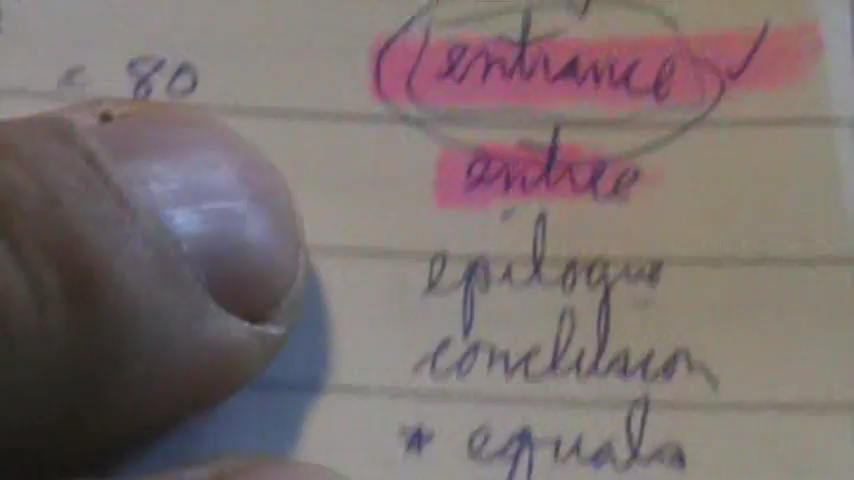 < 80 entrance ✓
entree
epilogue
conclusion
* equals